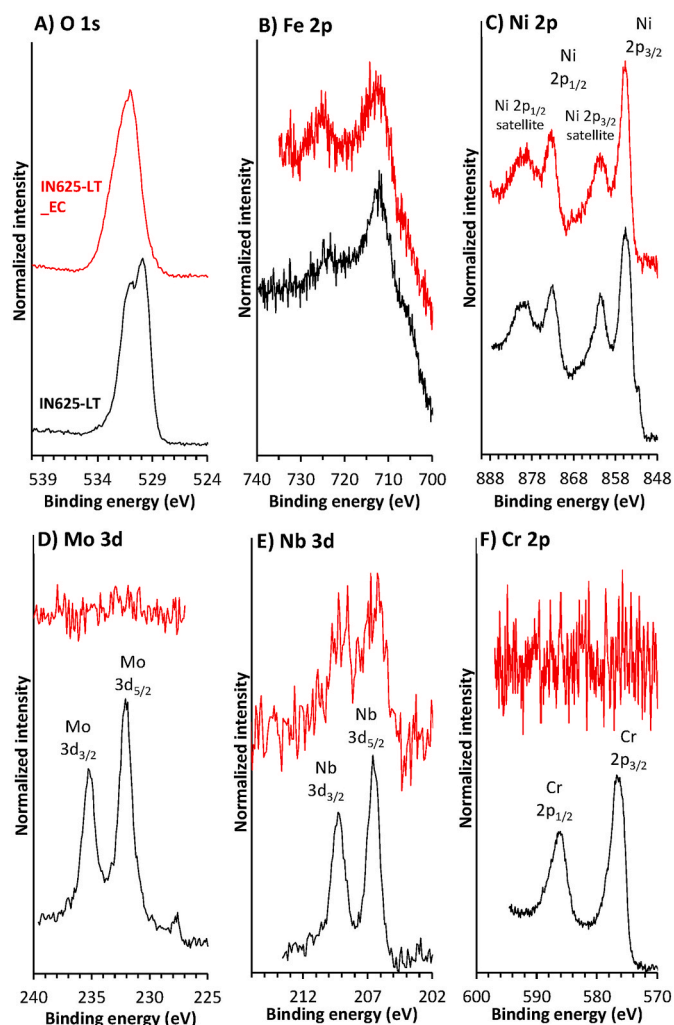 A) O 1s
Normalized intensity
IN625-LT
_EC
IN625-LT
539 534 529 524
Binding energy (eV)
B) Fe 2p
Normalized intensity
740 730 720 710 700
Binding energy (eV)
C) Ni 2p
Normalized intensity
Ni
2p3/2
Ni
2p1/2
Ni 2p1/2
satellite
Ni 2p3/2
satellite
888 878 868 858 848
Binding energy (eV)
D) Mo 3d
Normalized intensity
Mo
3d5/2
Mo
3d3/2
240 235 230 225
Binding energy (eV)
E) Nb 3d
Normalized intensity
Nb
3d5/2
Nb
3d3/2
212 207 202
Binding energy (eV)
F) Cr 2p
Normalized intensity
Cr
2p3/2
Cr
2p1/2
600 590 580 570
Binding energy (eV)